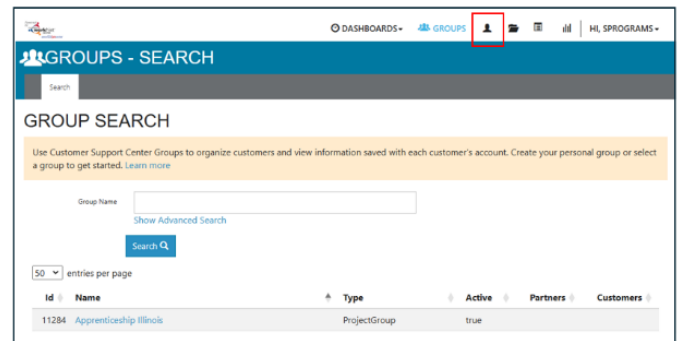 DASHBOARDS GROUPS HI, SPROGRAMS
GROUPS - SEARCH
Search
GROUP SEARCH
Use Customer Support Center Groups to organize customers and view information saved with each customer's account. Create your personal group or select
a group to get started. Learn more
Group Name
Show Advanced Search
Search
50 entries per page
Id Name Type Active Partners Customers
11284 Apprenticeship Illinois ProjectGroup true